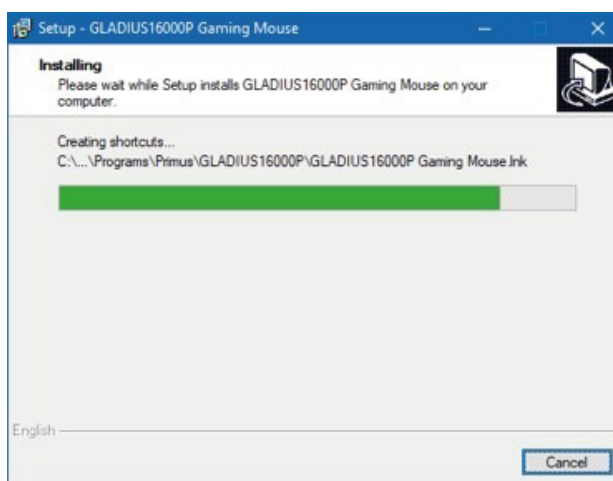 Setup - GLADIUS16000P Gaming Mouse
Installing
Please wait while Setup installs GLADIUS16000P Gaming Mouse on your
computer.
Creating shortcuts...
C:\...\Programs\Primus\GLADIUS16000P\GLADIUS16000P Gaming Mouse.lnk
English
Cancel